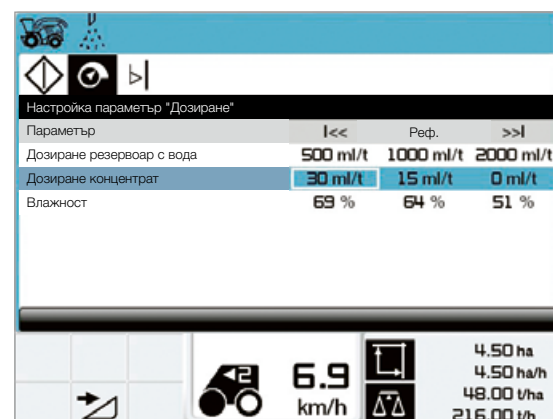 Настройка параметър "Дозиране"
Параметър I<< Реф. >>I
Дозиране резервоар с вода 500 ml/t 1000 ml/t 2000 ml/t
Дозиране концентрат 30 ml/t 15 ml/t 0 ml/t
Влажност 69 % 64 % 51 %
4.50 ha
2 6.9 4.50 ha/h
km/h 48.00 t/ha
216.00 t/h